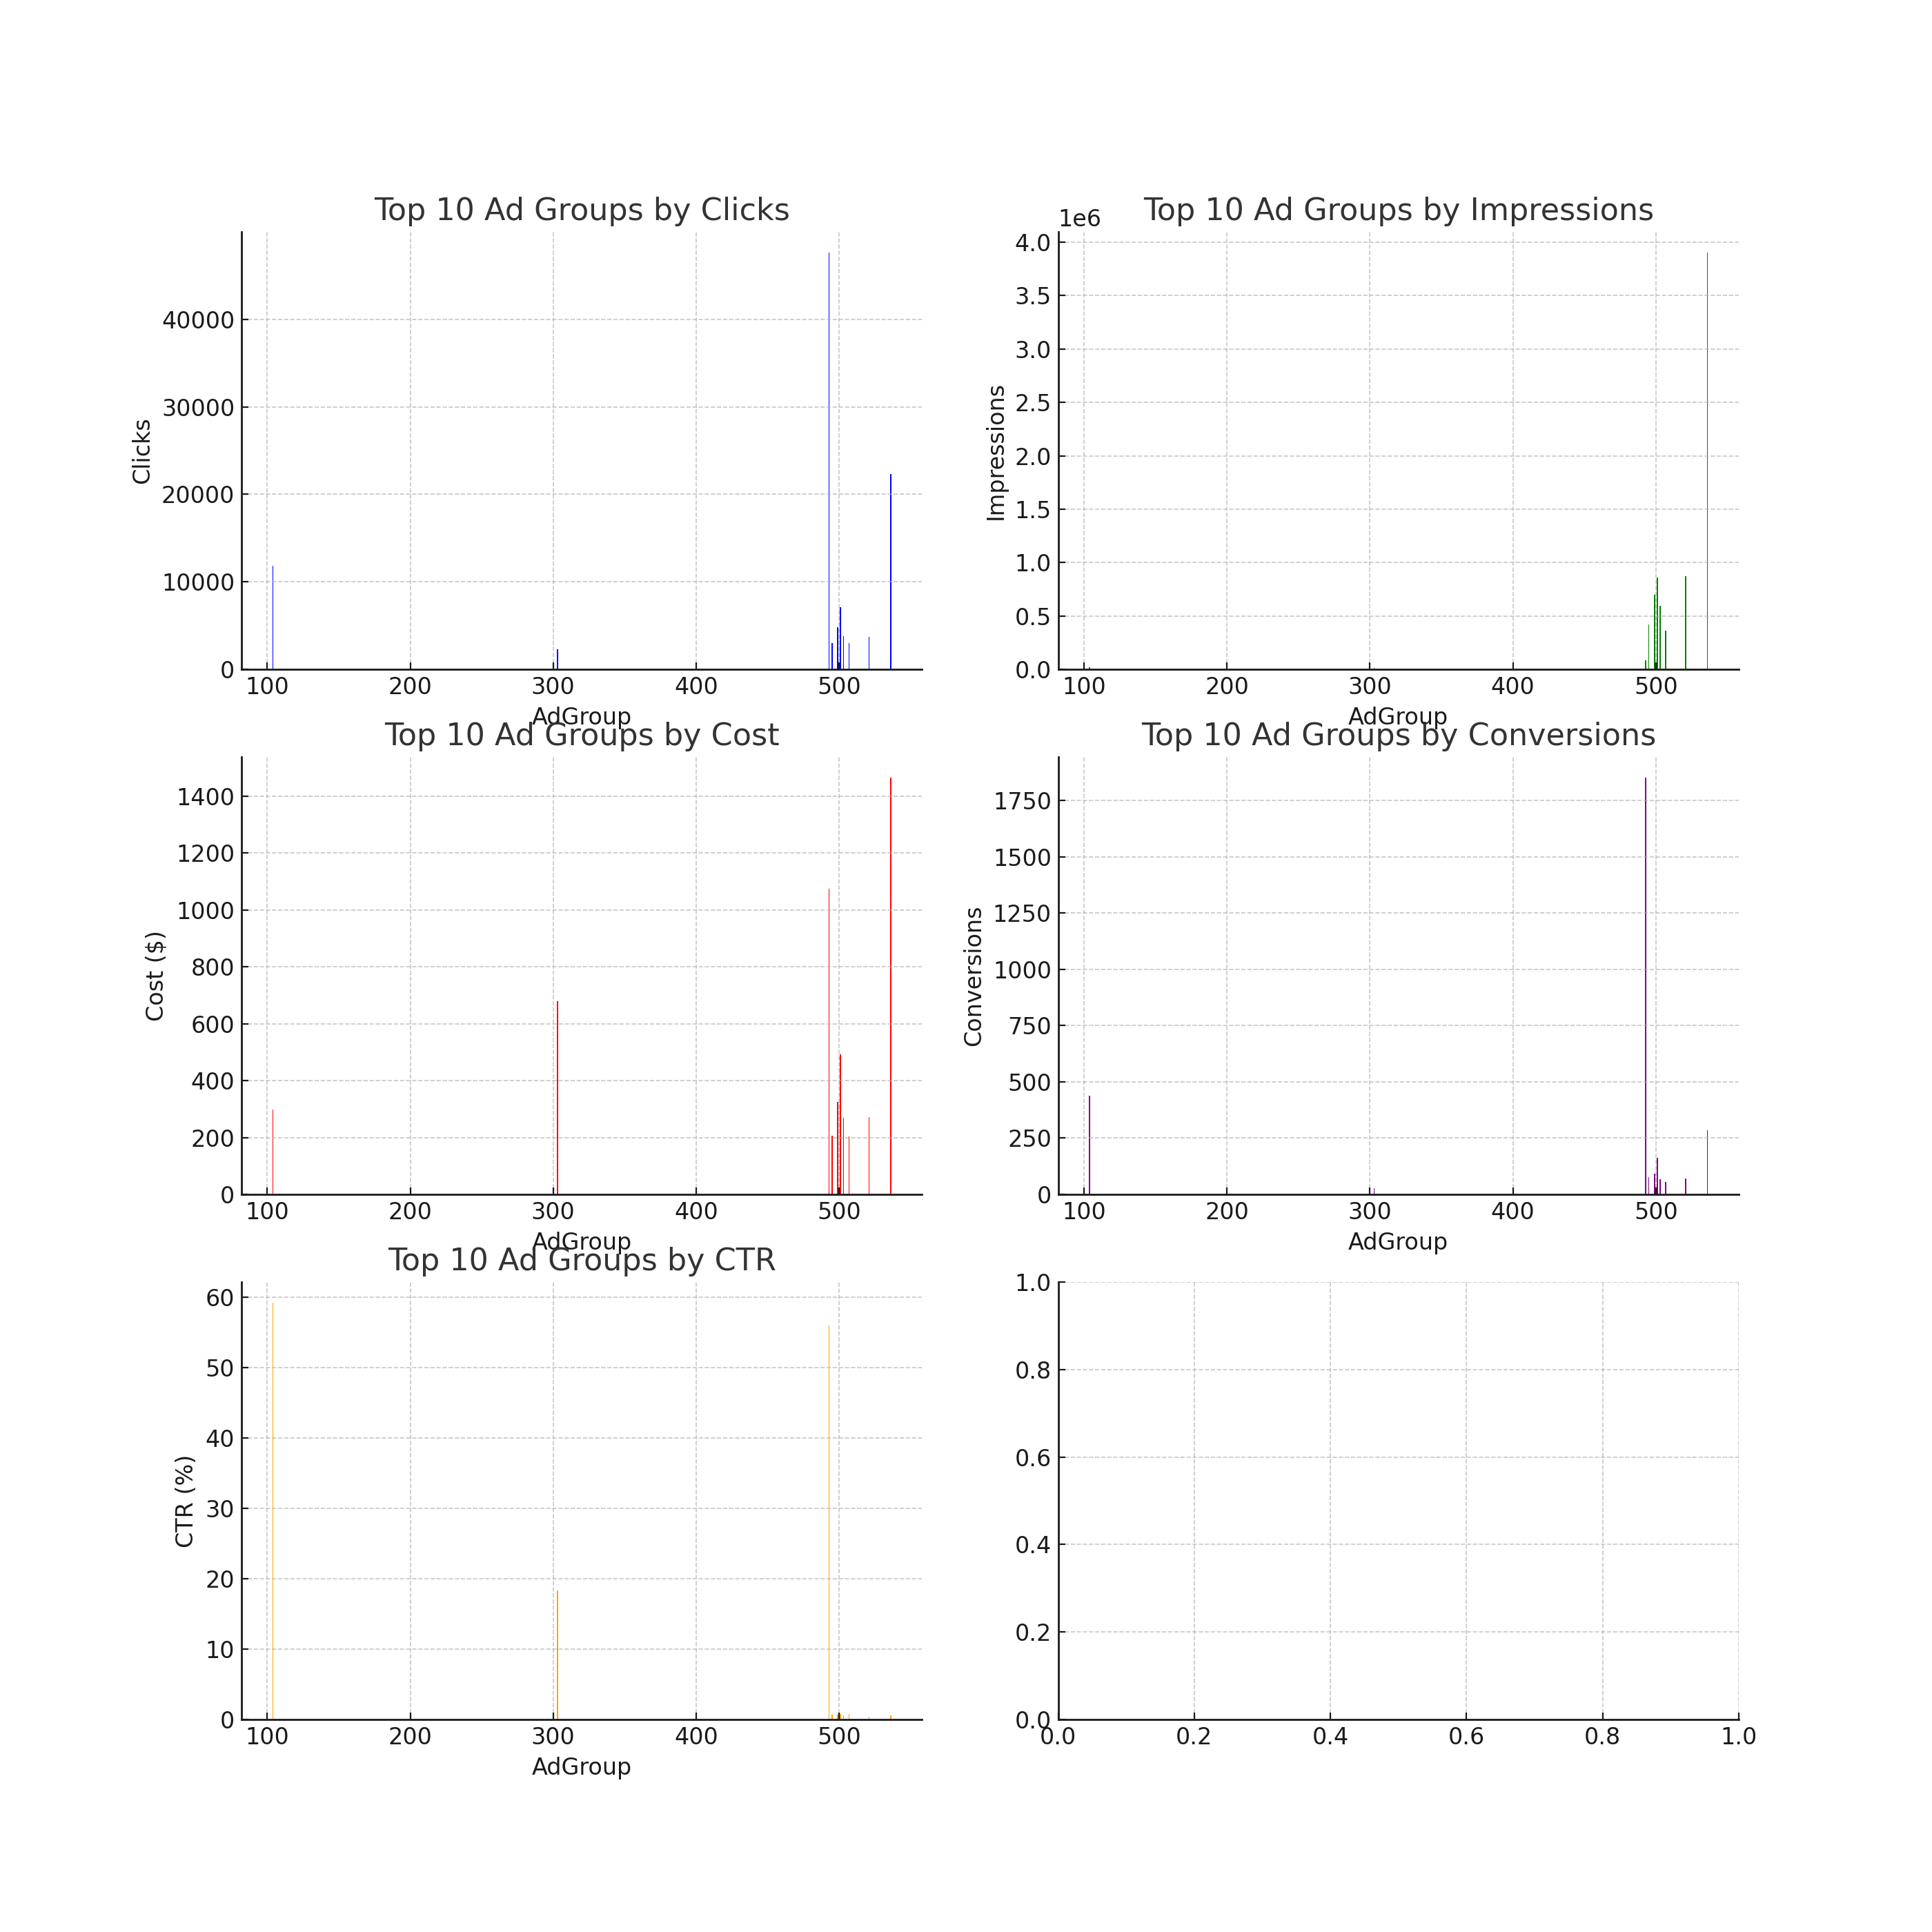 Top 10 Ad Groups by Clicks
Clicks
40000
30000
20000
10000
0
100 200 300 400 500
AdGroup
Top 10 Ad Groups by Impressions
1e6
Impressions
4.0
3.5
3.0
2.5
2.0
1.5
1.0
0.5
0.0
100 200 300 400 500
AdGroup
Top 10 Ad Groups by Cost
Cost ($)
1400
1200
1000
800
600
400
200
0
100 200 300 400 500
AdGroup
Top 10 Ad Groups by Conversions
Conversions
1750
1500
1250
1000
750
500
250
0
100 200 300 400 500
AdGroup
Top 10 Ad Groups by CTR
CTR (%)
60
50
40
30
20
10
0
100 200 300 400 500
AdGroup
1.0
0.8
0.6
0.4
0.2
0.0
0.0 0.2 0.4 0.6 0.8 1.0